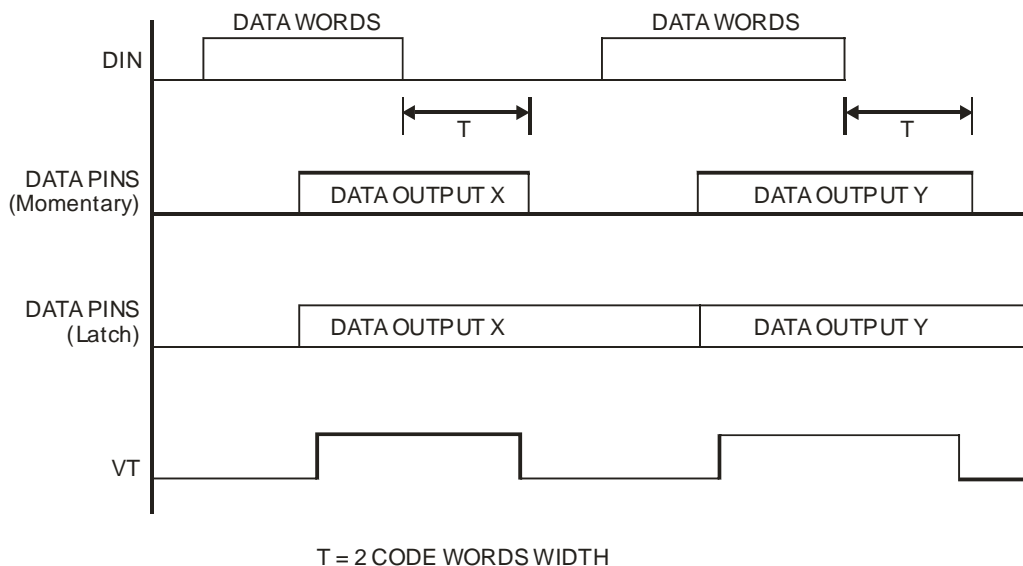 DATA WORDS DATA WORDS
DIN
T T
DATA PINS
(Momentary)
DATA OUTPUT X DATA OUTPUT Y
DATA PINS
(Latch)
DATA OUTPUT X DATA OUTPUT Y
VT
T = 2 CODE WORDS WIDTH